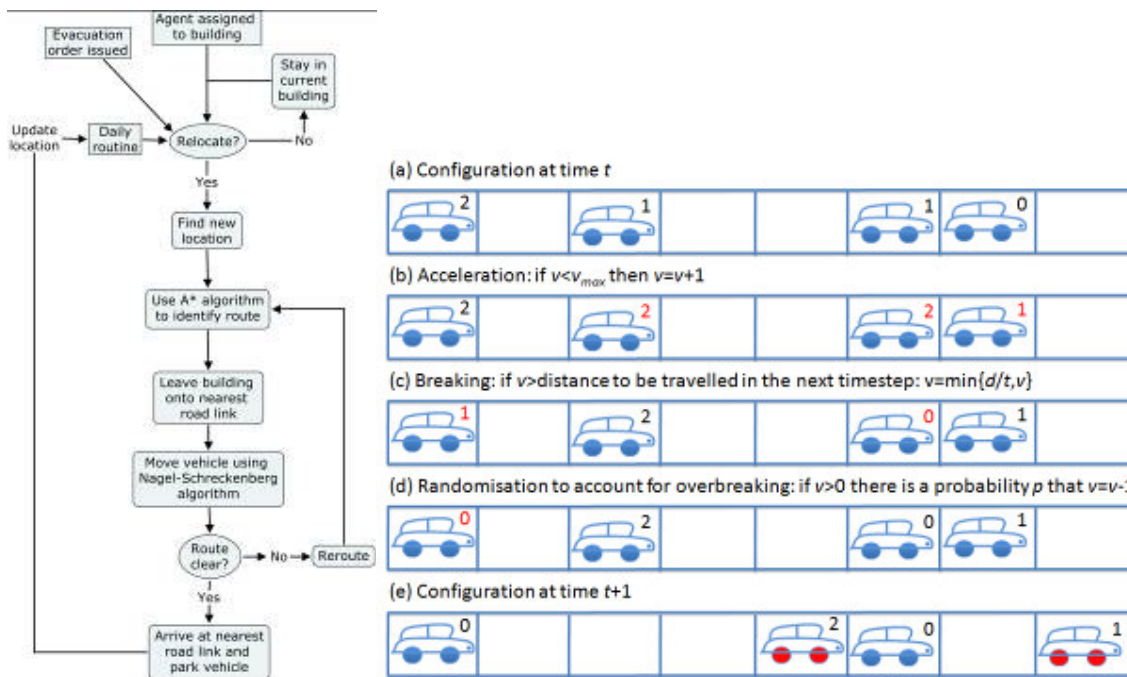 Agent assigned
to building
Evacuation
order issued
Stay in
current
building
Update
location
Daily
routine
Relocate?
No
Yes
Find new
location
Use A* algorithm
to identify route
Leave building
onto nearest
road link
Move vehicle using
Nagel-Schreckenberg
algorithm
Route
clear?
No
Reroute
Yes
Arrive at nearest
road link and
park vehicle
(a) Configuration at time t
2 1 1 0
(b) Acceleration: if v<vmax then v=v+1
2 2 2 1
(c) Breaking: if v>distance to be travelled in the next timestep: v=min{d/t,v}
1 2 0 1
(d) Randomisation to account for overbreaking: if v>0 there is a probability p that v=v-1
0 2 0 1
(e) Configuration at time t+1
0 2 0 1